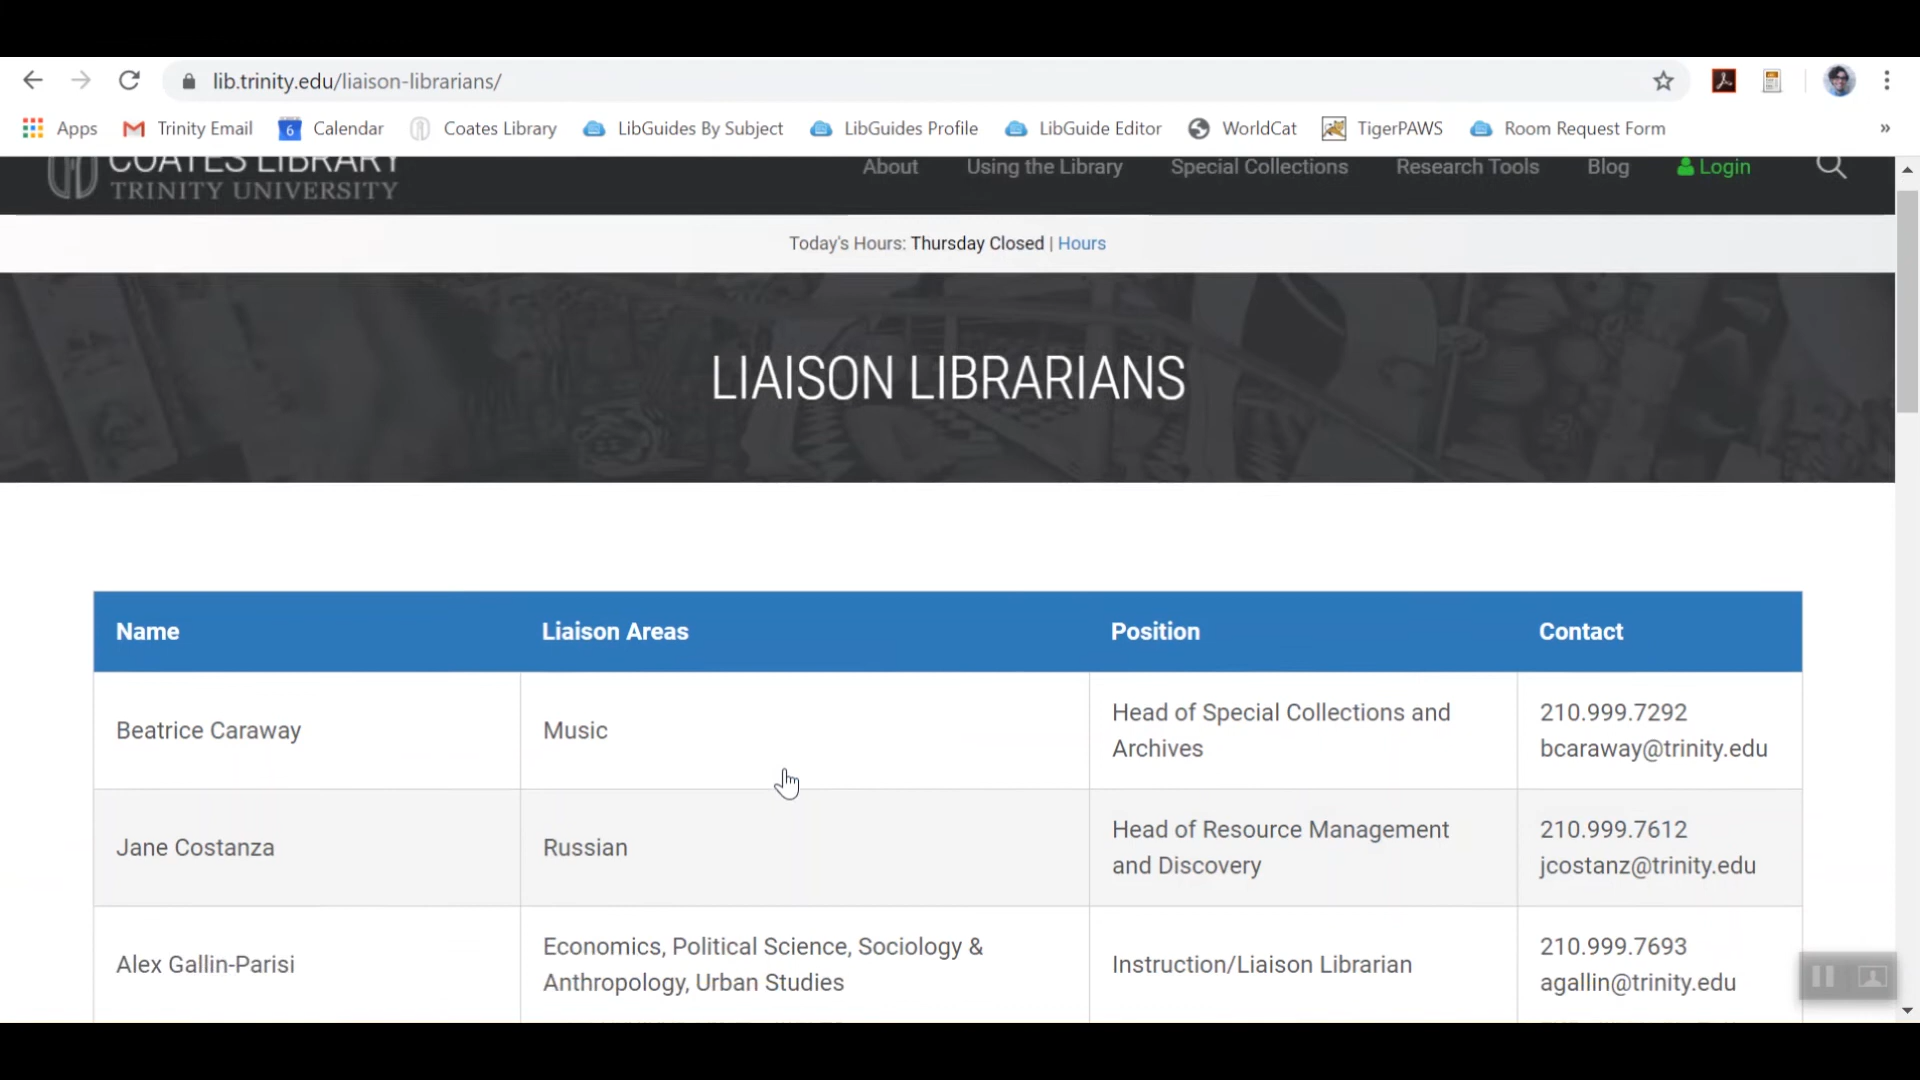 lib.trinity.edu/liaison-librarians/
Apps Trinity Email 6 Calendar Coates Library LibGuides By Subject LibGuides Profile LibGuide Editor WorldCat TigerPAWS Room Request Form »
COATES LIBRARY
TRINITY UNIVERSITY
About Using the Library Special Collections Research Tools Blog Login
Today's Hours: Thursday Closed | Hours
LIAISON LIBRARIANS
Name Liaison Areas Position Contact
Beatrice Caraway Music Head of Special Collections and Archives 210.999.7292
bcaraway@trinity.edu
Jane Costanza Russian Head of Resource Management and Discovery 210.999.7612
jcostanz@trinity.edu
Alex Gallin-Parisi Economics, Political Science, Sociology & Anthropology, Urban Studies Instruction/Liaison Librarian 210.999.7693
agallin@trinity.edu